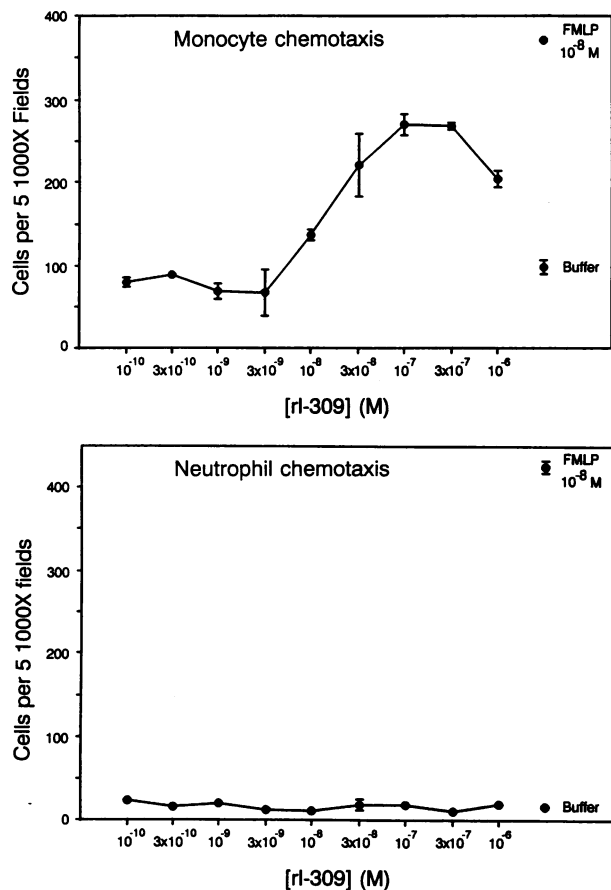 Monocyte chemotaxis
FMLP
10⁻⁸ M
Buffer
Cells per 5 1000X Fields
400
300
200
100
0
10⁻¹⁰ 3x10⁻¹⁰ 10⁻⁹ 3x10⁻⁹ 10⁻⁸ 3x10⁻⁸ 10⁻⁷ 3x10⁻⁷ 10⁻⁶
[rI-309] (M)
Neutrophil chemotaxis
FMLP
10⁻⁸ M
Buffer
Cells per 5 1000X fields
400
300
200
100
0
10⁻¹⁰ 3x10⁻¹⁰ 10⁻⁹ 3x10⁻⁹ 10⁻⁸ 3x10⁻⁸ 10⁻⁷ 3x10⁻⁷ 10⁻⁶
[rI-309] (M)